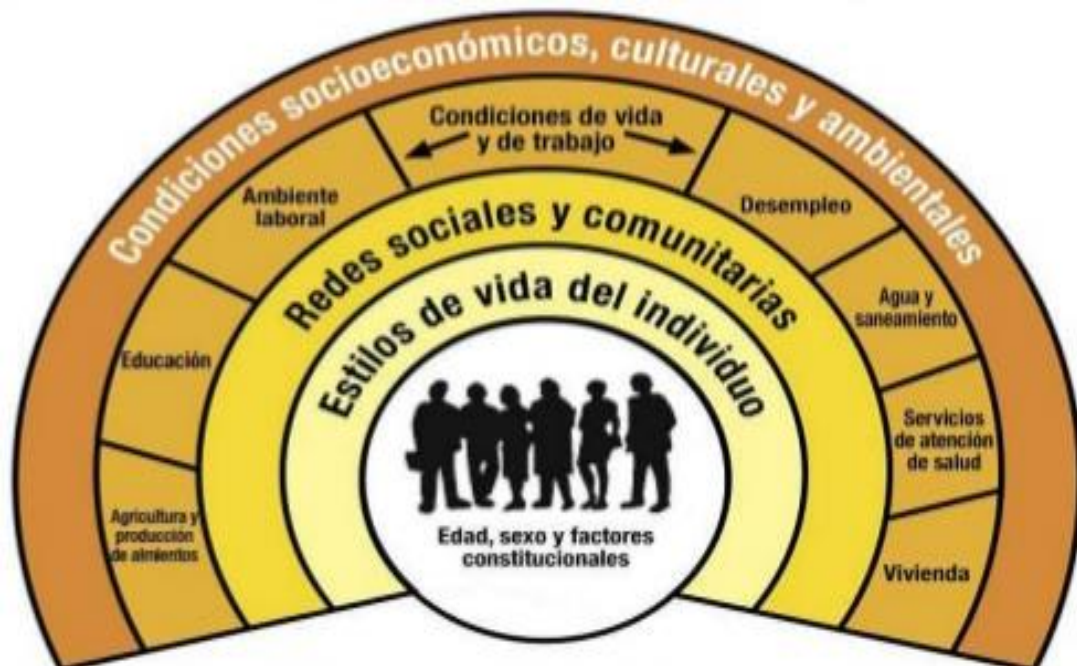 Condiciones socioeconómicos, culturales y ambientales
Condiciones de vida
y de trabajo
Ambiente
laboral
Desempleo
Educación
Agua y
saneamiento
Agricultura y
producción
de almientos
Servicios
de atención
de salud
Vivienda
Redes sociales y comunitarias
Estilos de vida del individuo
Edad, sexo y factores
constitucionales